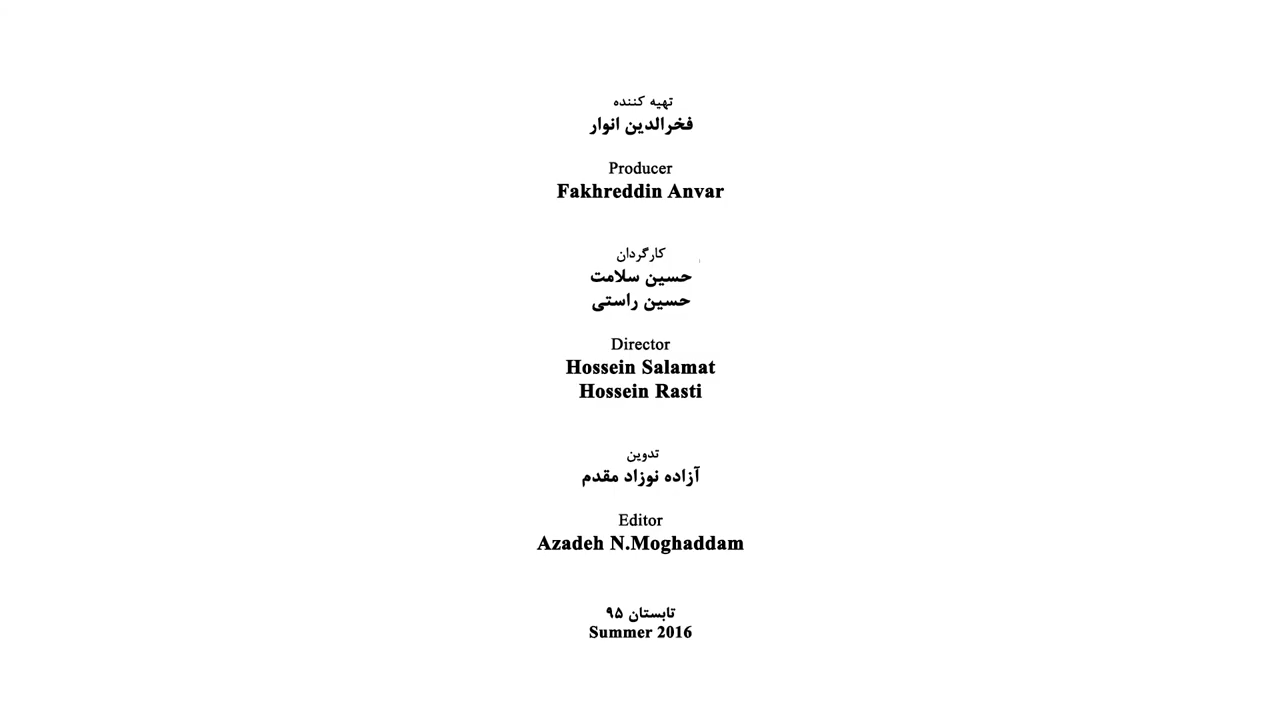 تهیه کننده
فخرالدین انوار
Producer
Fakhreddin Anvar
کارگردان
حسین سلامت
حسین راستی
Director
Hossein Salamat
Hossein Rasti
تدوین
آزاده نوزاد مقدم
Editor
Azadeh N.Moghaddam
تابستان ۹۵
Summer 2016